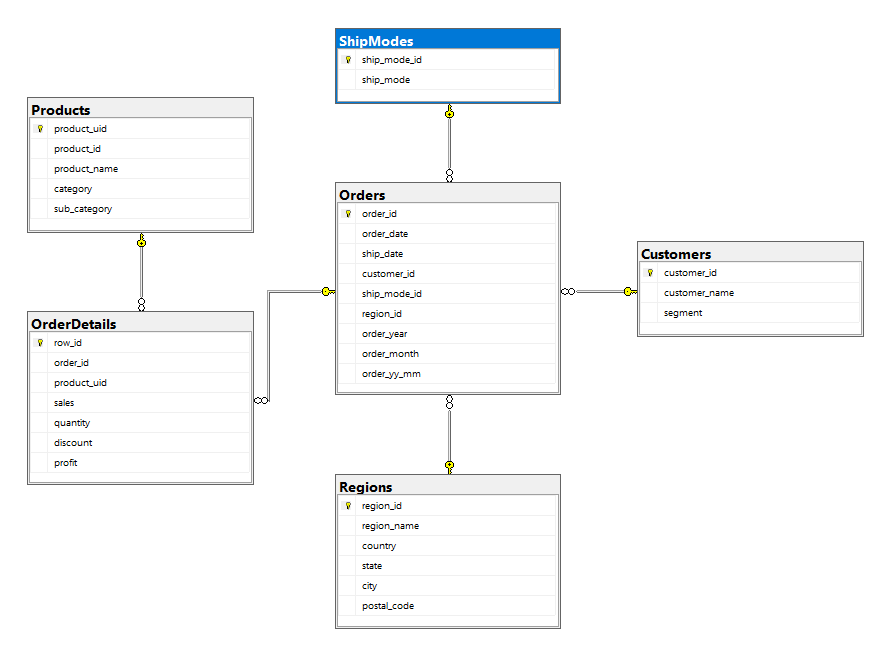 ShipModes
ship_mode_id
ship_mode
Products
product_uid
product_id
product_name
category
sub_category
Orders
order_id
order_date
ship_date
customer_id
ship_mode_id
region_id
order_year
order_month
order_yy_mm
Customers
customer_id
customer_name
segment
OrderDetails
row_id
order_id
product_uid
sales
quantity
discount
profit
Regions
region_id
region_name
country
state
city
postal_code